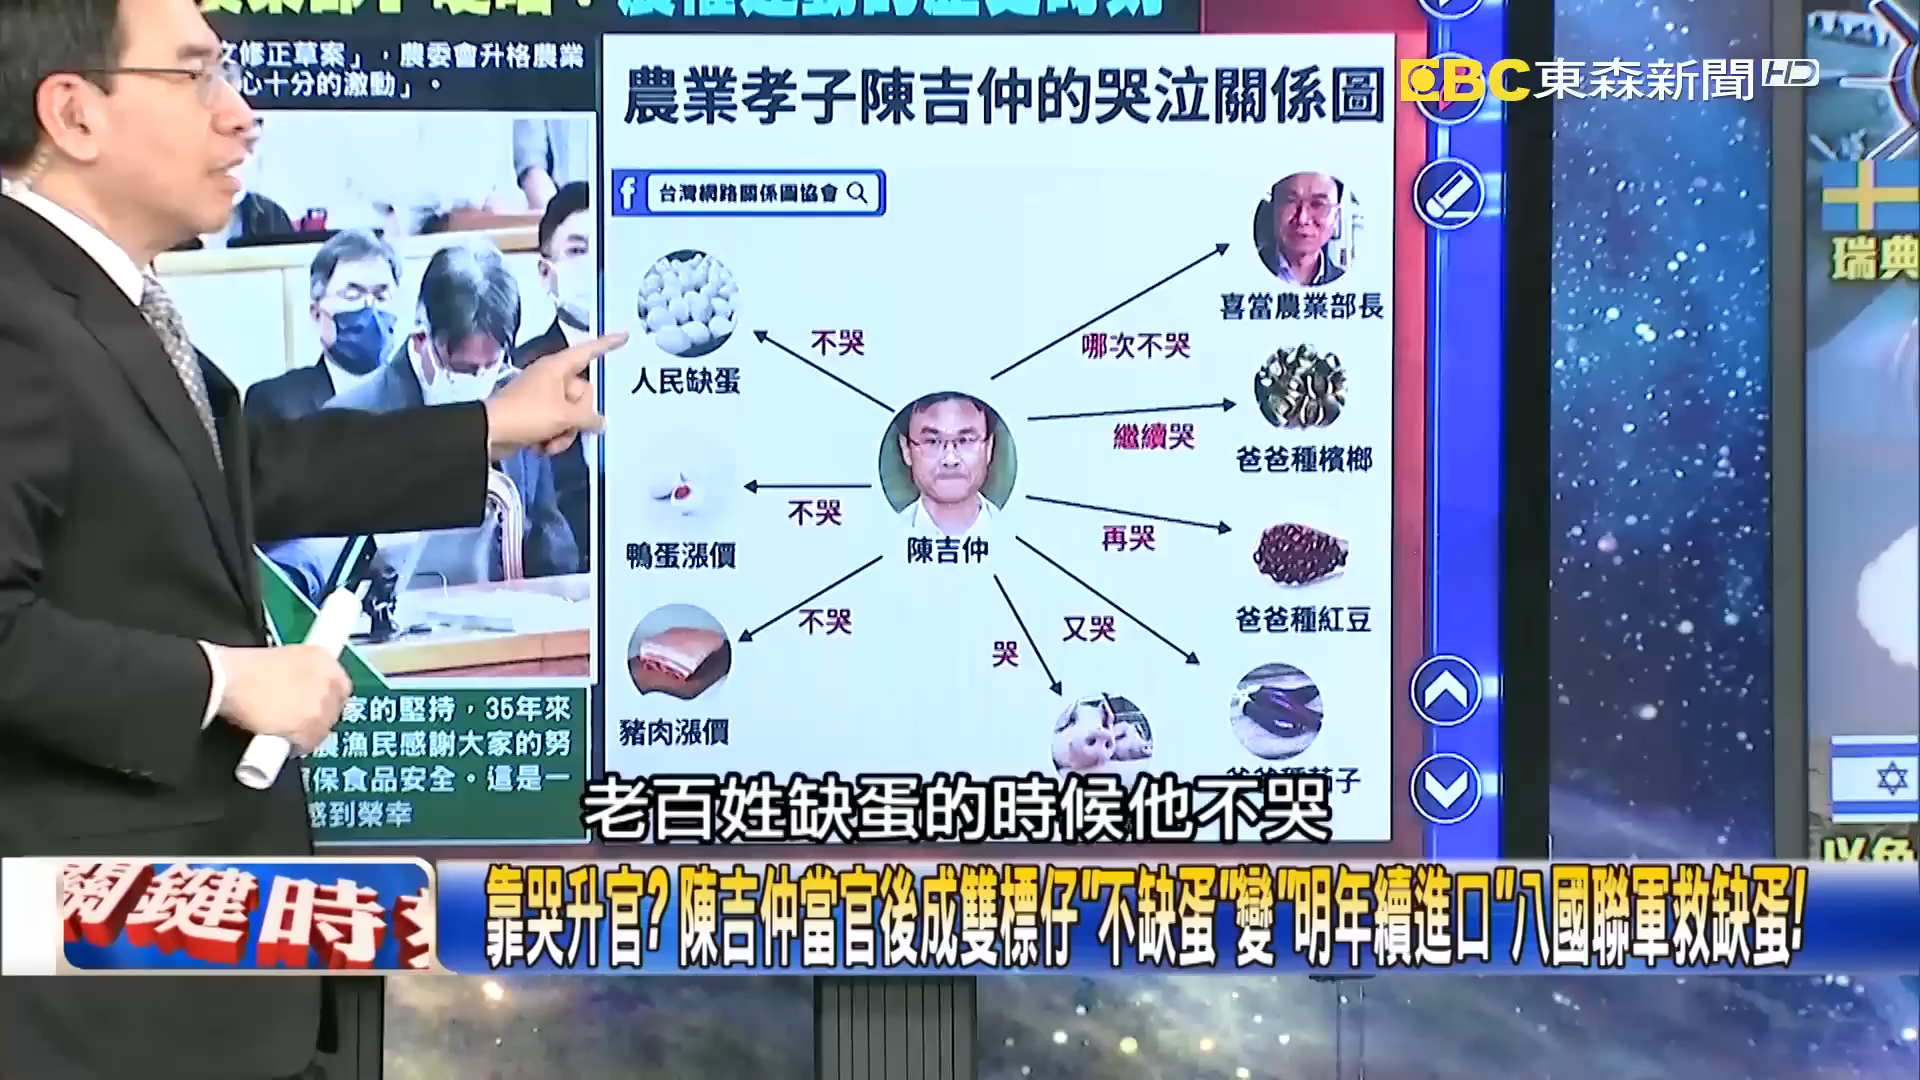 文修正草案」，農委會升格農業
心十分的激動」。
EBC東森新聞HD
農業孝子陳吉仲的哭泣關係圖
f 台灣網路關係圖協會
喜當農業部長
哪次不哭
不哭
人民缺蛋
繼續哭
爸爸種檳榔
瑞典
不哭
鴨蛋漲價
陳吉仲
再哭
爸爸種紅豆
不哭
豬肉漲價
哭
又哭
家的堅持，35年來
農漁民感謝大家的努
保食品安全。這是一
感到榮幸
老百姓缺蛋的時候他不哭
關鍵時
靠哭升官?陳吉仲當官後成雙標仔"不缺蛋"變"明年續進口"八國聯軍救缺蛋!